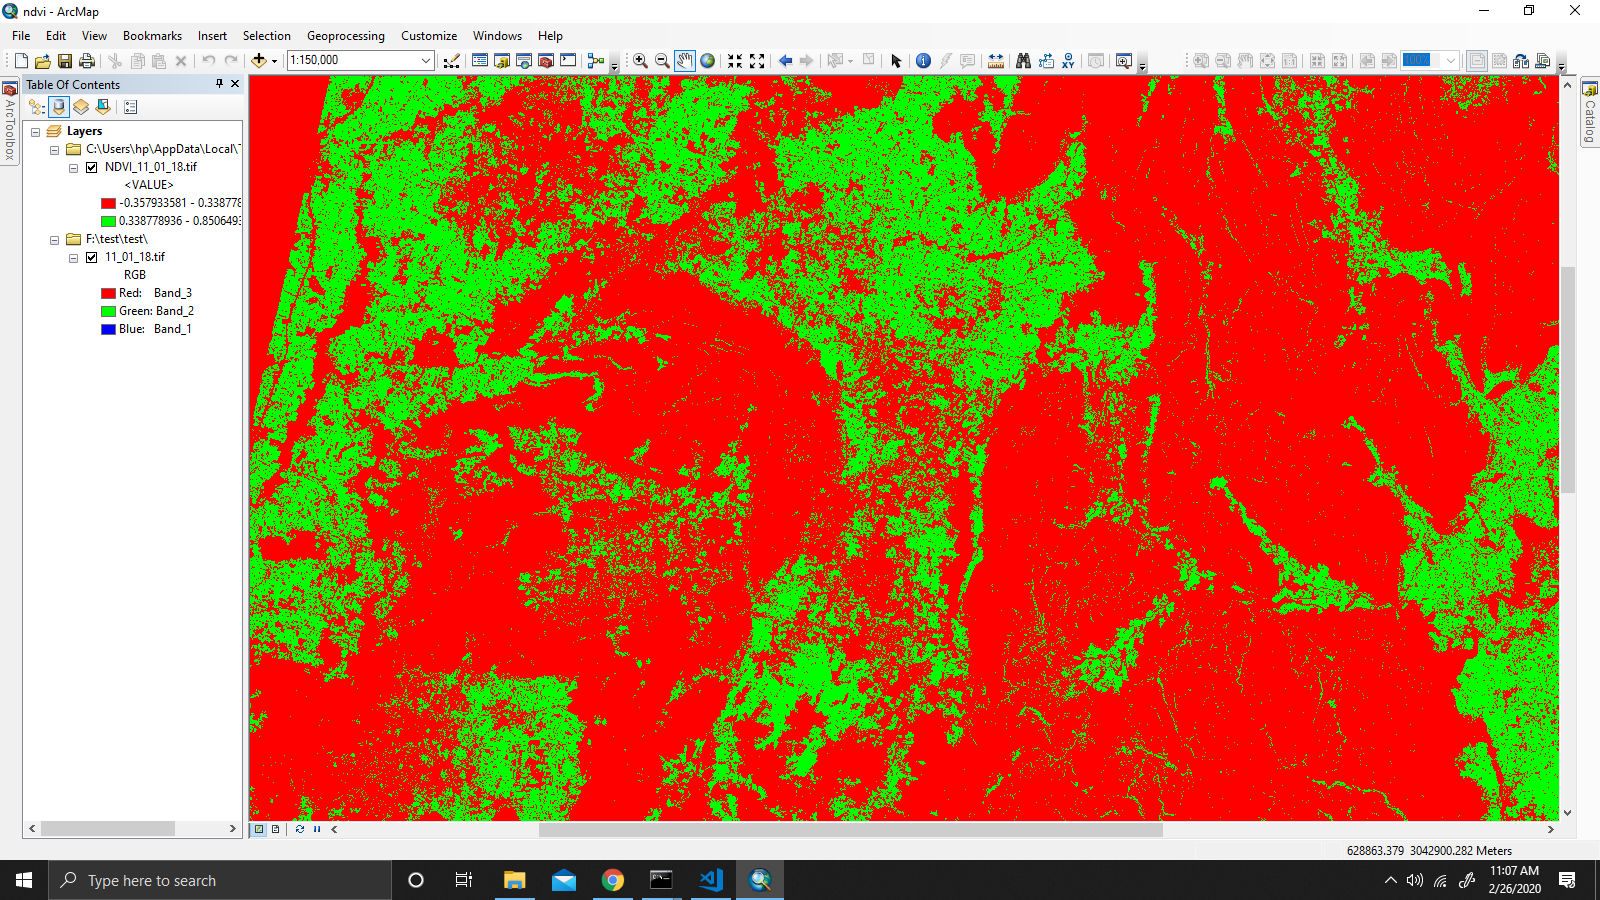 ndvi - ArcMap
File Edit View Bookmarks Insert Selection Geoprocessing Customize Windows Help
1:150,000
100%
ArcToolbox
Table Of Contents
Catalog
Layers
C:\Users\hp\AppData\Local\
NDVI_11_01_18.tif
<VALUE>
-0.357933581 - 0.338778
0.338778936 - 0.8506493
F:\test\test\
11_01_18.tif
RGB
Red: Band_3
Green: Band_2
Blue: Band_1
628863.379 3042900.282 Meters
Type here to search
11:07 AM
2/26/2020